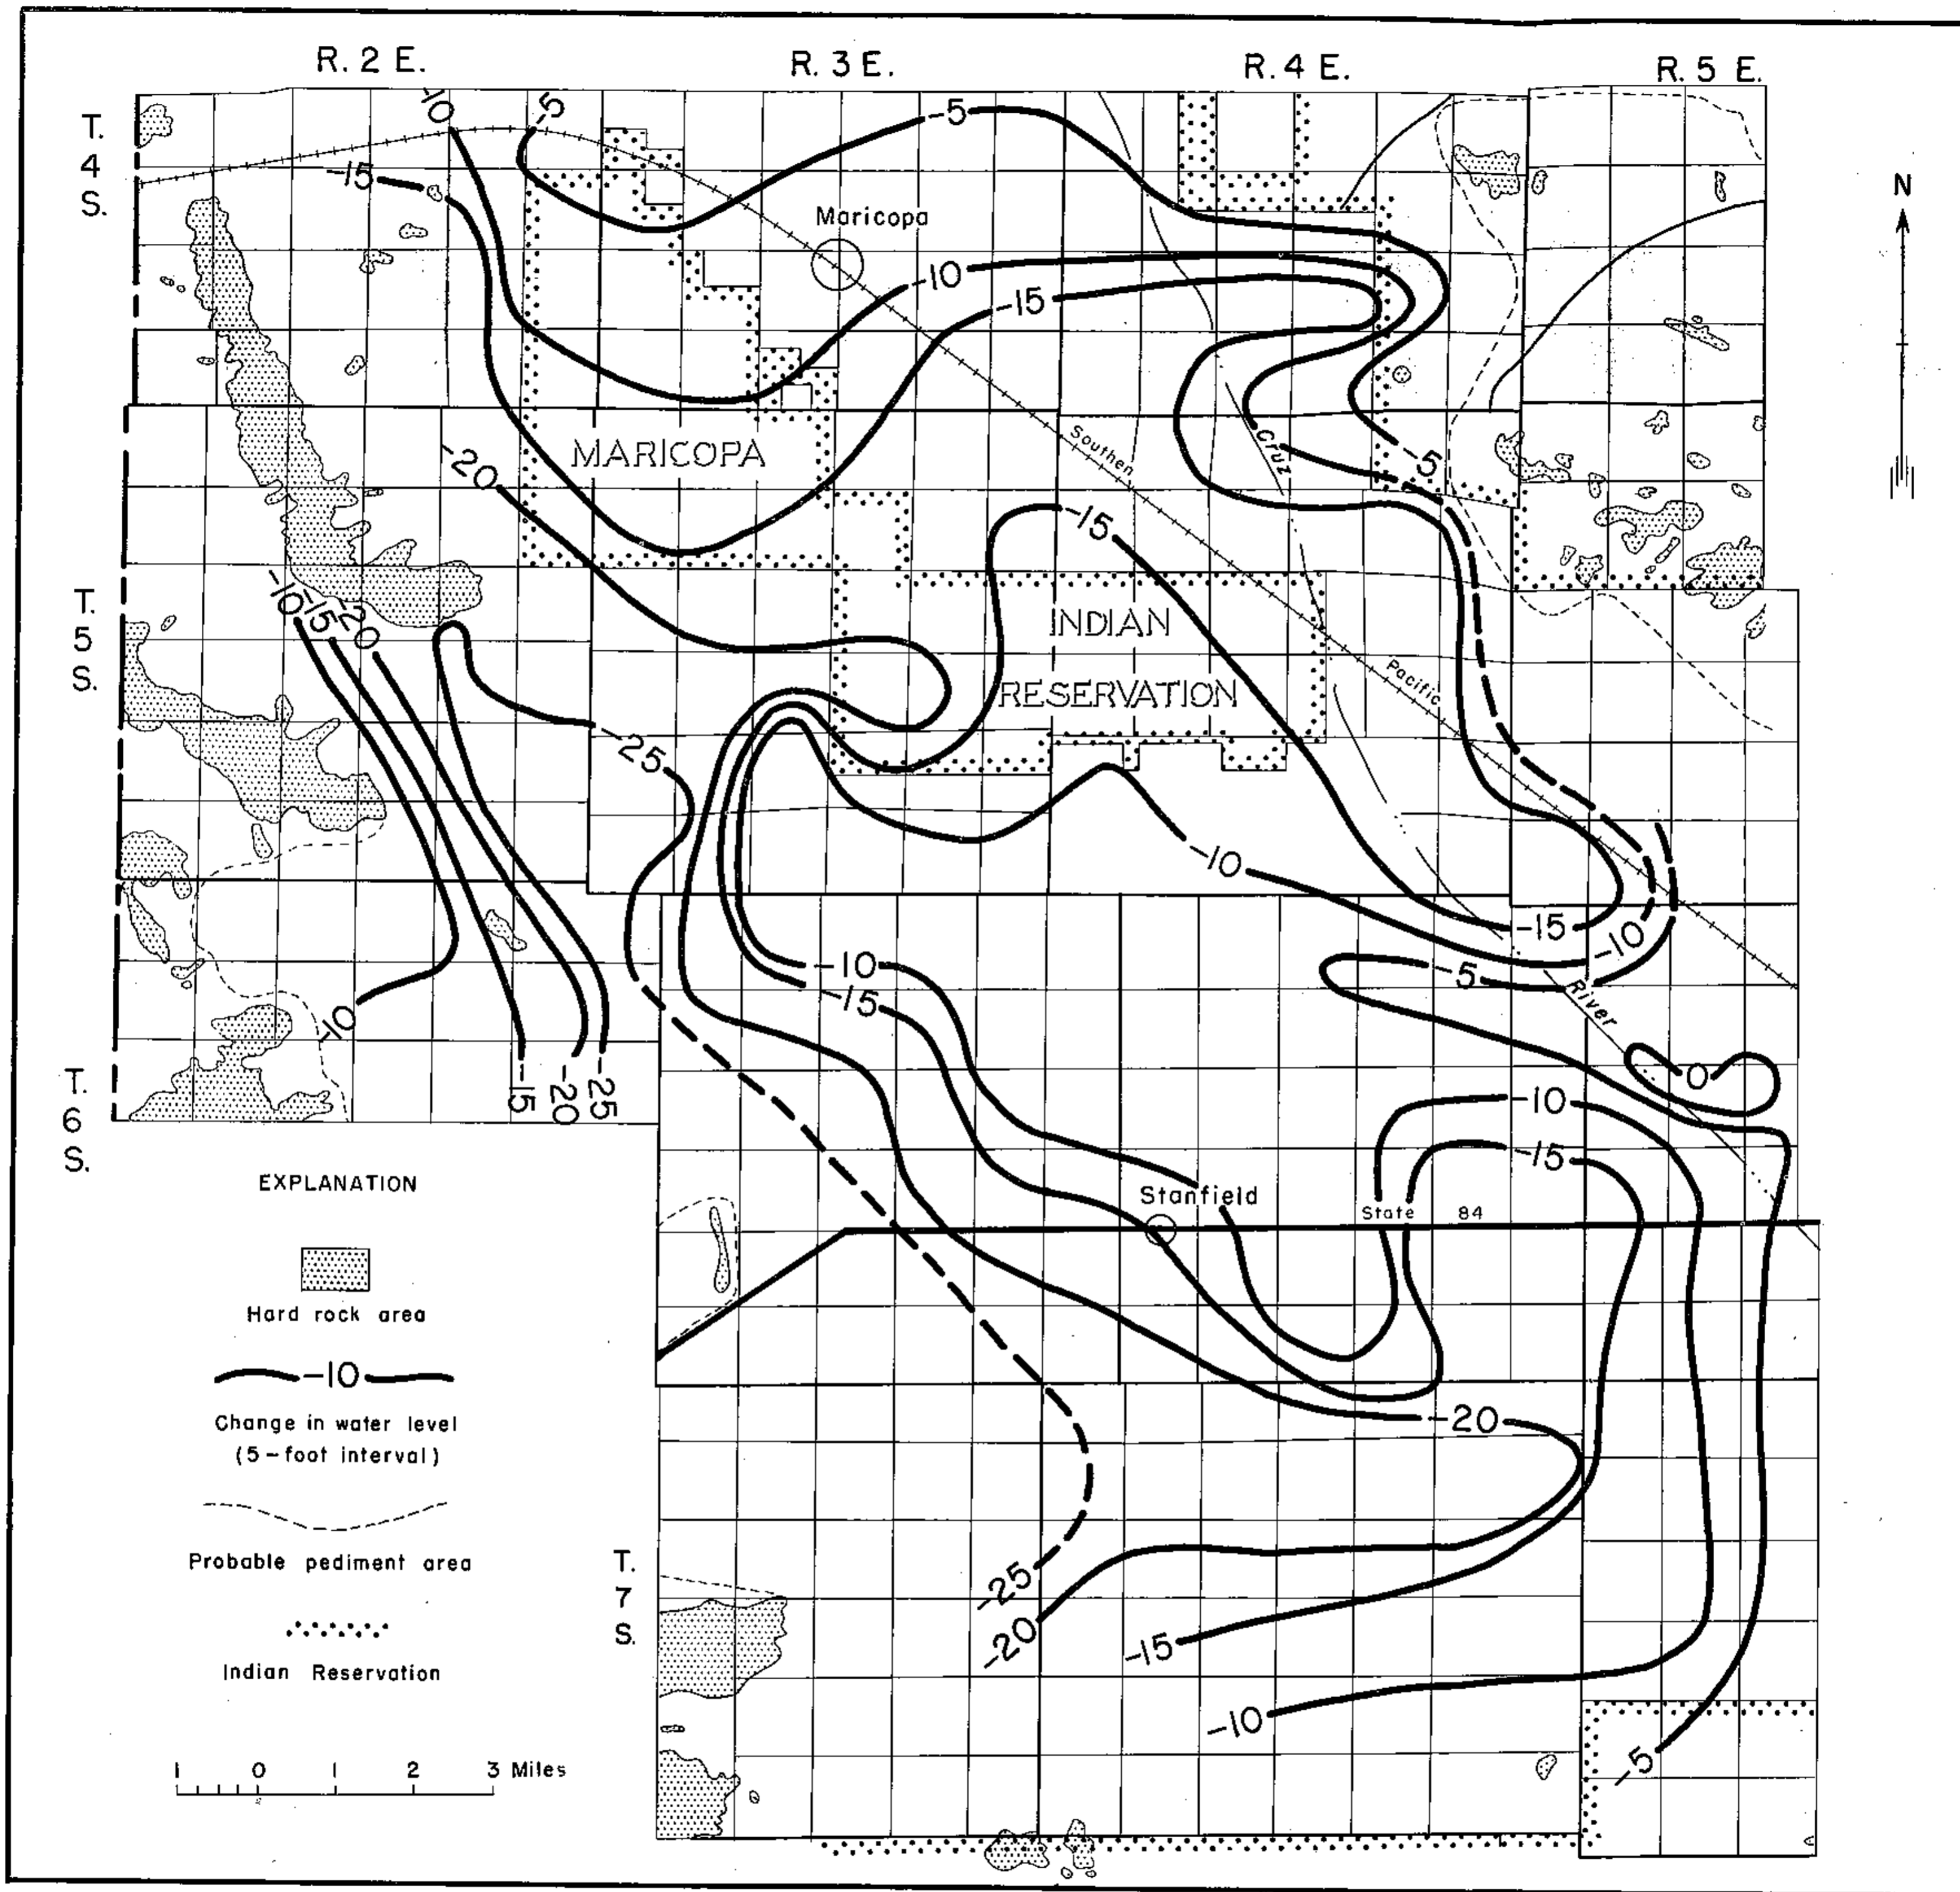 R. 2 E.
R. 3 E.
R. 4 E.
R. 5 E.
T.
4
S.
N
-10
-5
-5
-15
Maricopa
-10
-15
MARICOPA
Southen
Cruz
-5
-20
-15
-10
-15
-20
T.
5
S.
INDIAN
RESERVATION
Pacific
-25
-10
-15
-10
-10
-5
-15
River
-10
0
-10
-15
-20
-25
T.
6
S.
-15
EXPLANATION
Stanfield
State 84
Hard rock area
-10
Change in water level
(5-foot interval)
-20
Probable pediment area
T.
7
S.
-25
-20
-15
Indian Reservation
-10
-5
1 0 1 2 3 Miles